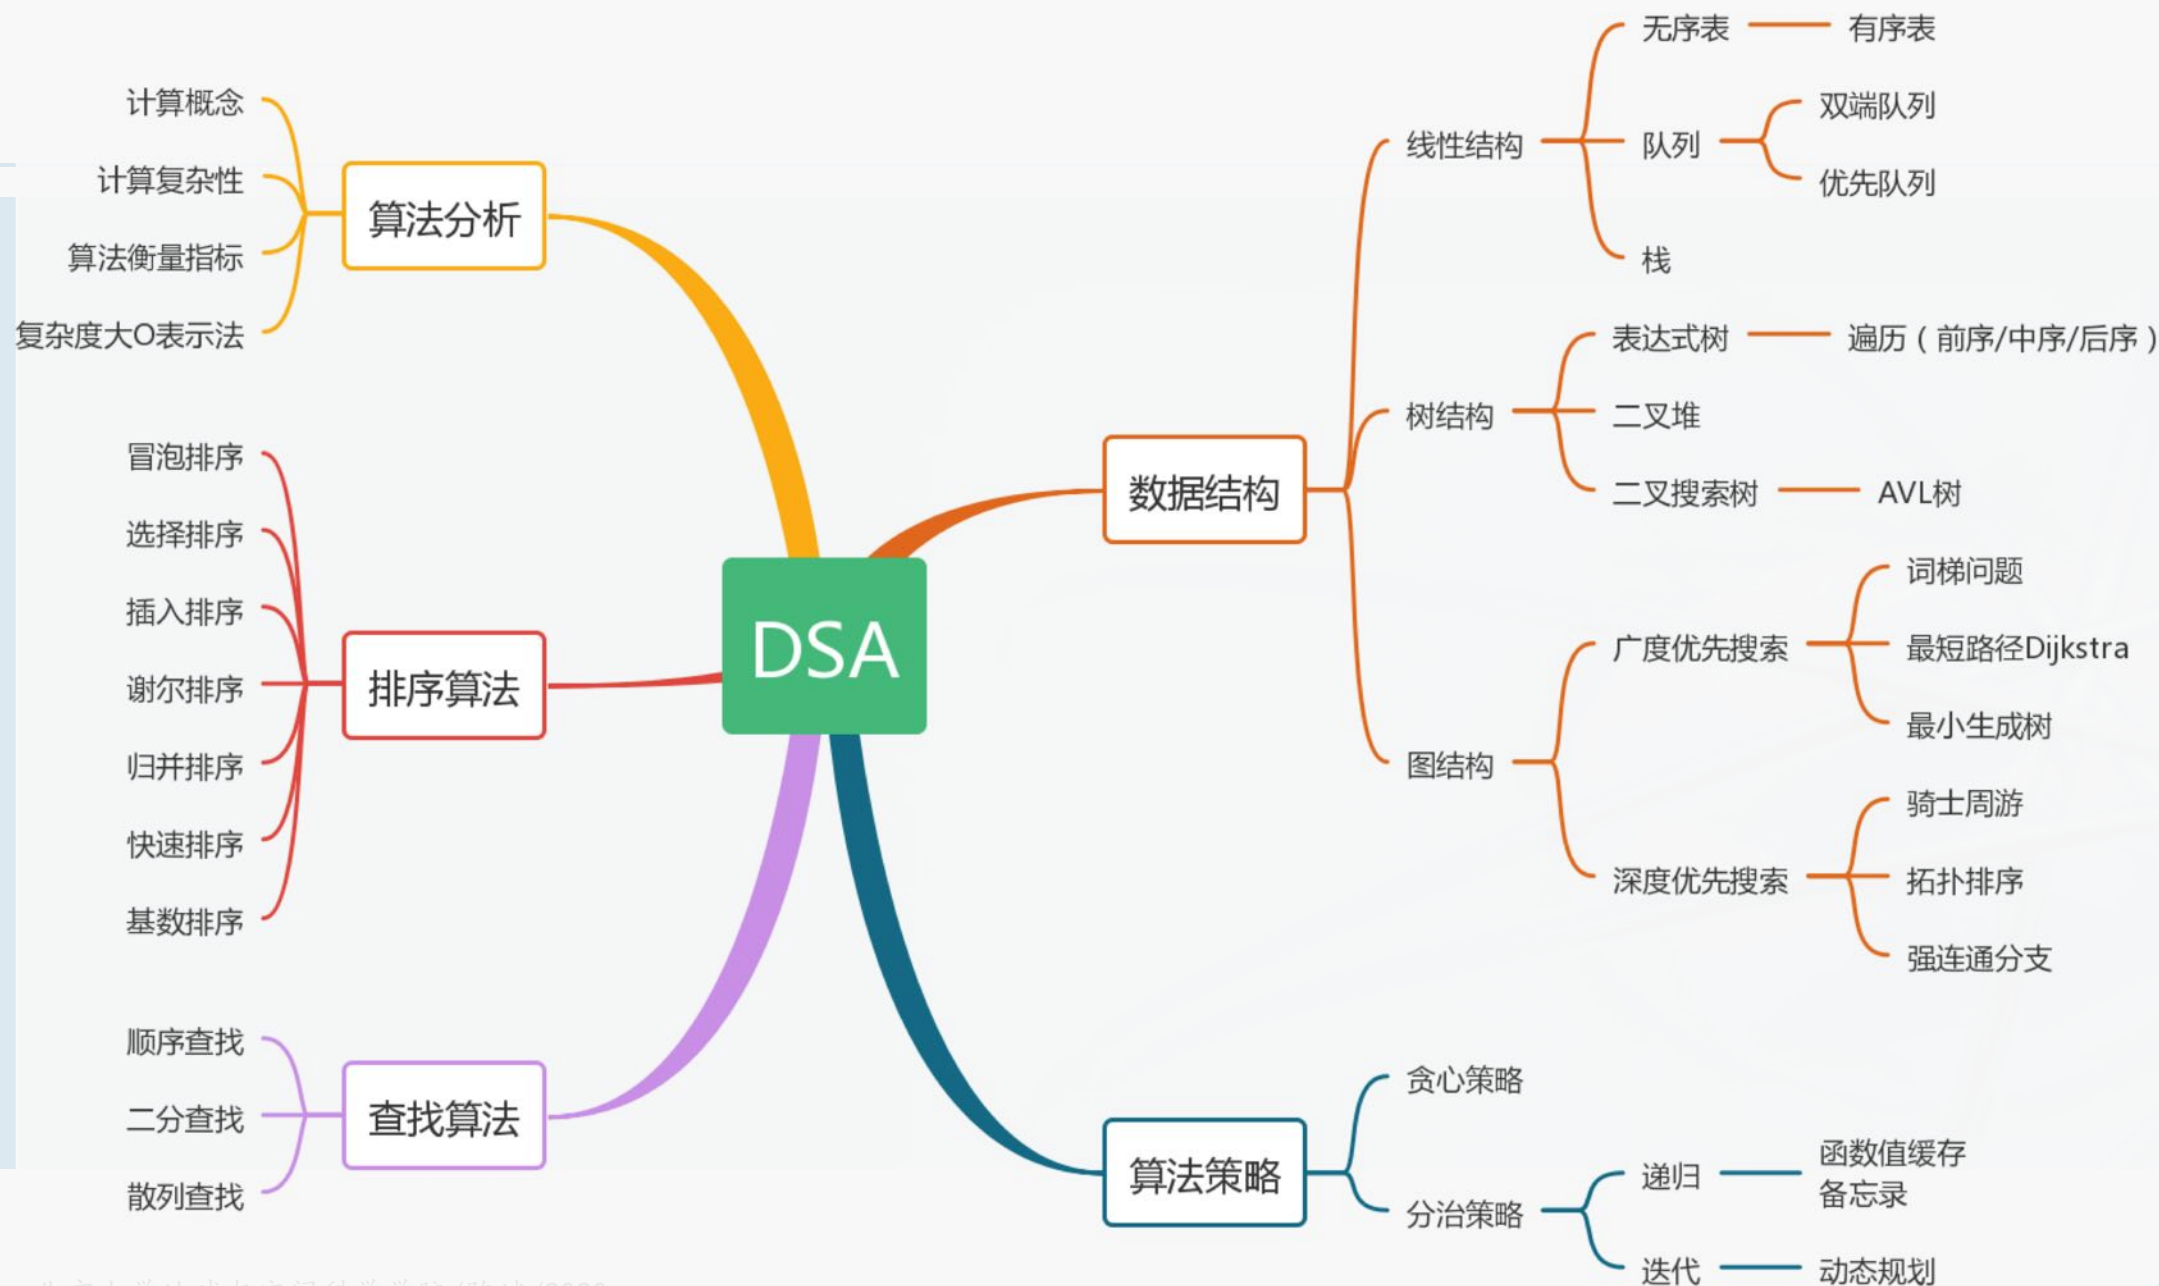 DSA
算法分析
计算概念
计算复杂性
算法衡量指标
复杂度大O表示法
排序算法
冒泡排序
选择排序
插入排序
谢尔排序
归并排序
快速排序
基数排序
查找算法
顺序查找
二分查找
散列查找
数据结构
线性结构
无序表
有序表
队列
双端队列
优先队列
栈
树结构
表达式树
遍历（前序/中序/后序）
二叉堆
二叉搜索树
AVL树
图结构
广度优先搜索
词梯问题
最短路径Dijkstra
最小生成树
深度优先搜索
骑士周游
拓扑排序
强连通分支
算法策略
贪心策略
分治策略
递归
函数值缓存
备忘录
迭代
动态规划